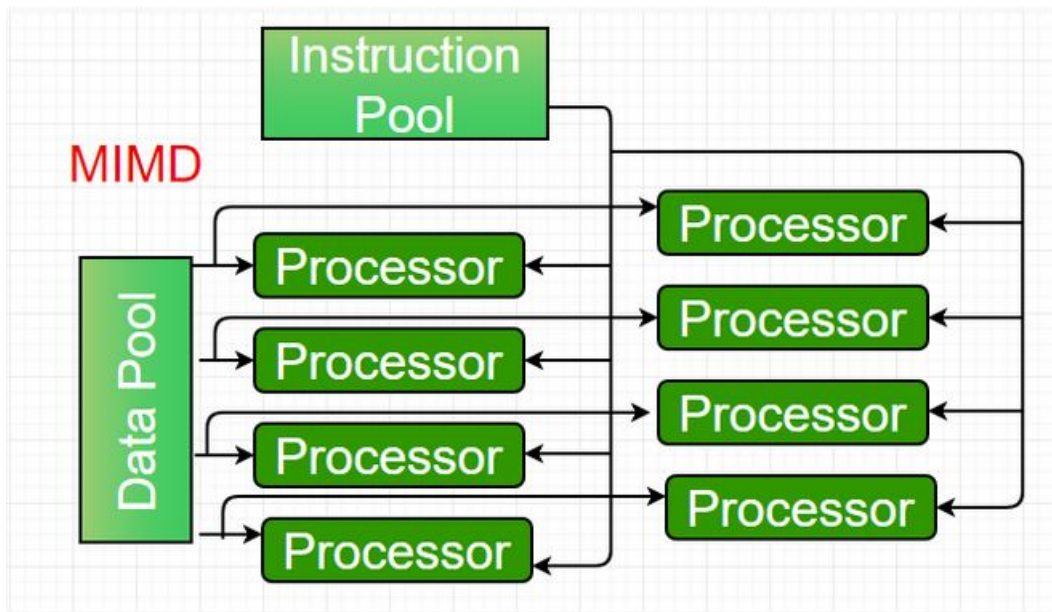 Instruction
Pool
MIMD
Processor
Processor
Processor
Processor
Data Pool
Processor
Processor
Processor
Processor